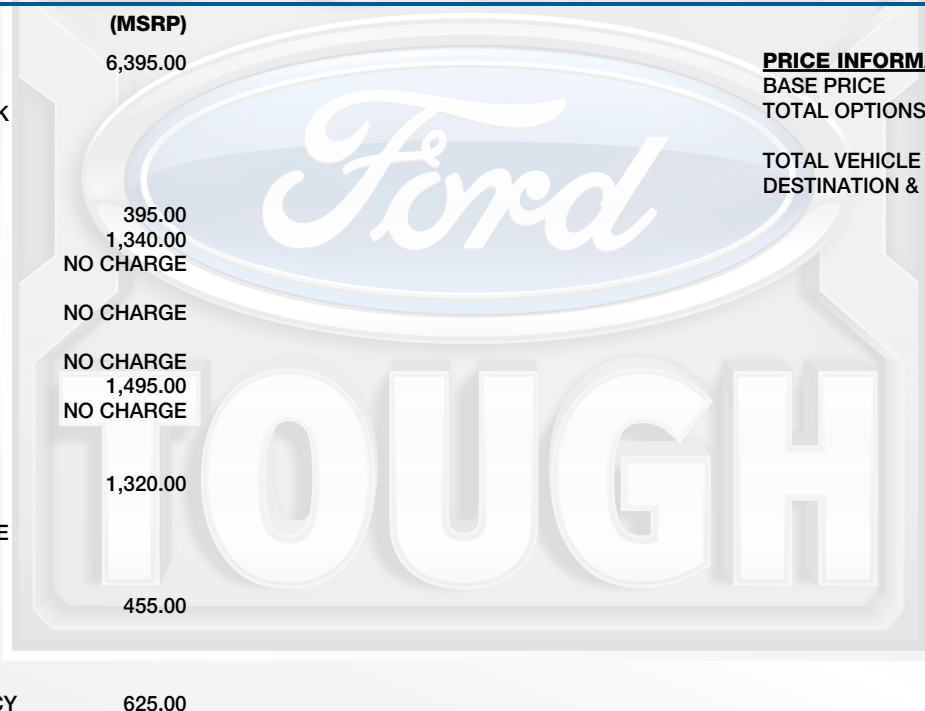 (MSRP)
6,395.00
K
395.00
1,340.00
NO CHARGE
NO CHARGE
NO CHARGE
1,495.00
NO CHARGE
1,320.00
E
455.00
CY 625.00
PRICE INFORMA
BASE PRICE
TOTAL OPTIONS
TOTAL VEHICLE
DESTINATION &
Ford
TOUGH